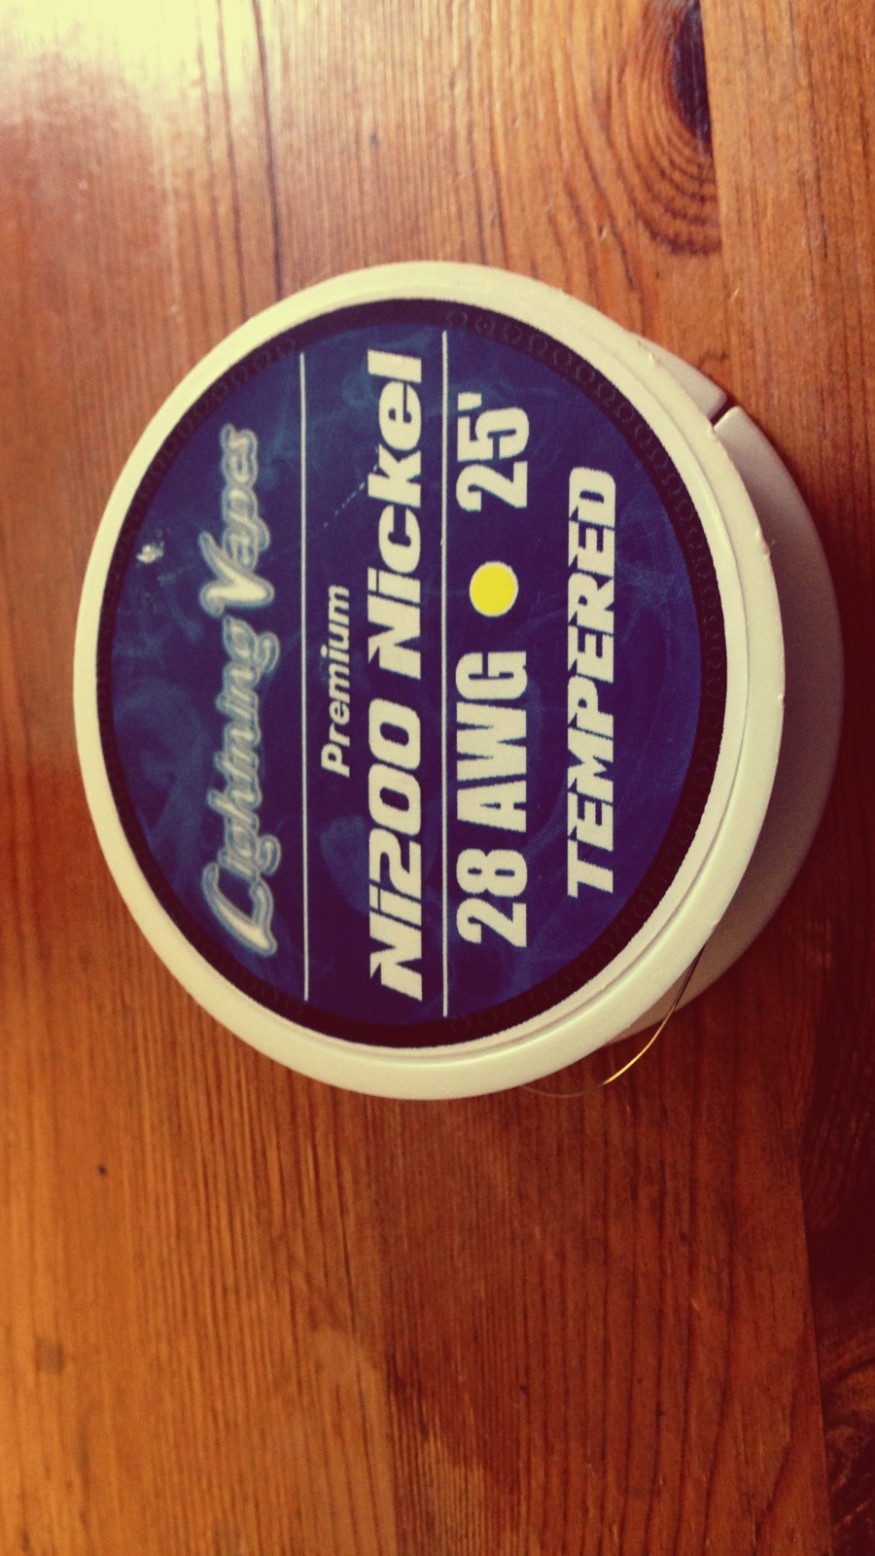 Lightning Vapes
Premium
Ni200 Nickel
28 AWG 25'
TEMPERED